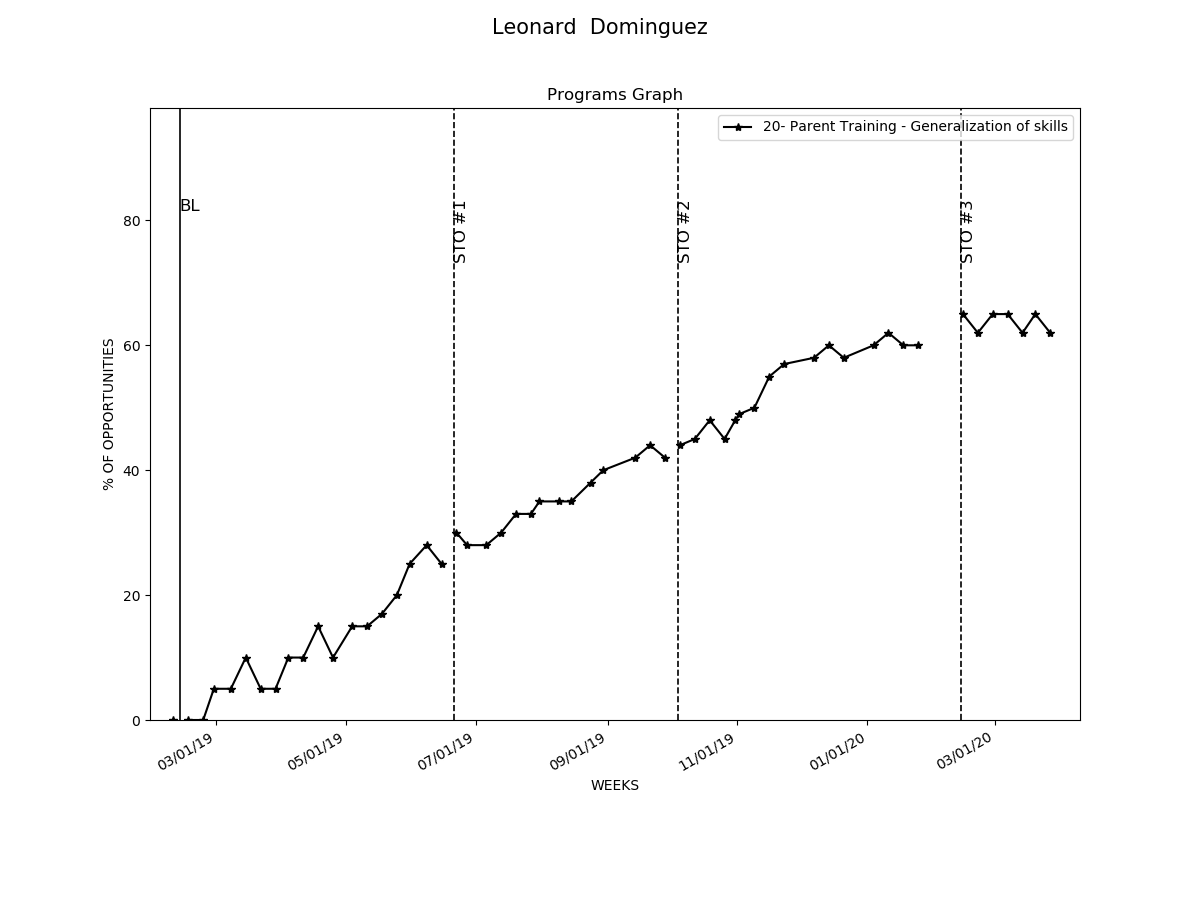 Leonard  Dominguez
Programs Graph
20- Parent Training - Generalization of skills
BL
STO #1
STO #2
STO #3
% OF OPPORTUNITIES
80
60
40
20
0
03/01/19
05/01/19
07/01/19
09/01/19
11/01/19
01/01/20
03/01/20
WEEKS